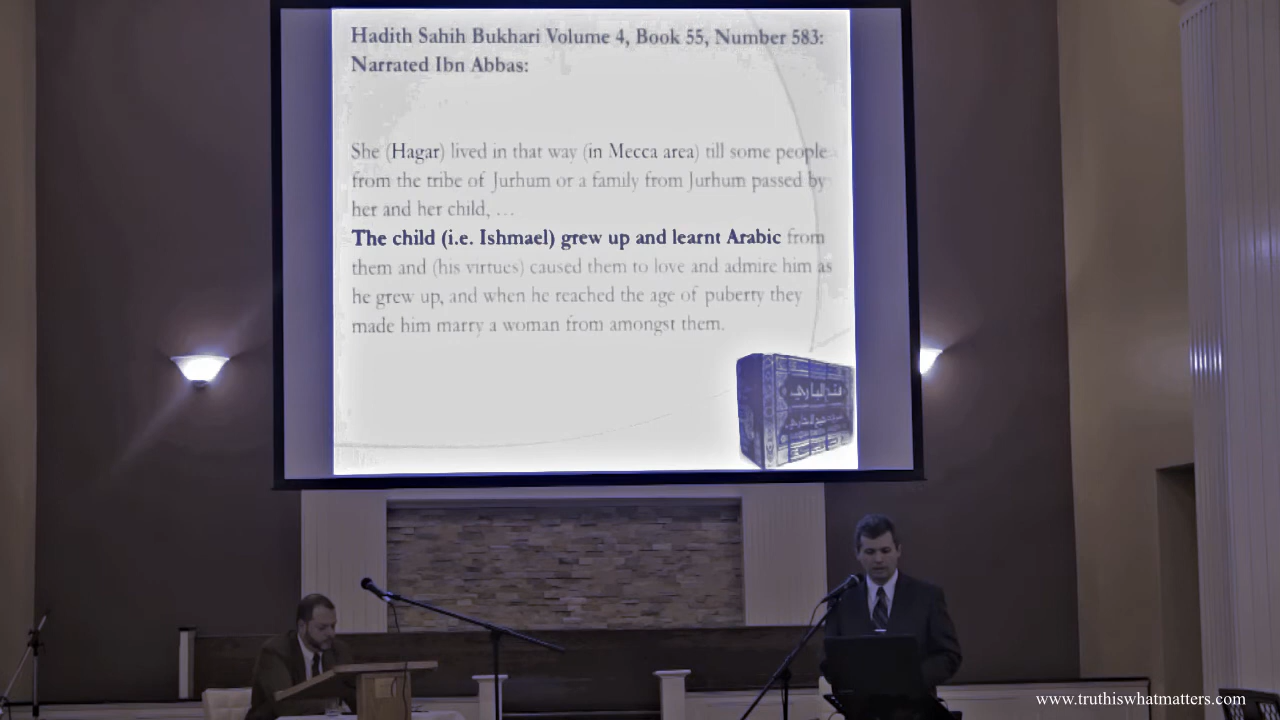 Hadith Sahih Bukhari Volume 4, Book 55, Number 583:
Narrated Ibn Abbas:
She (Hagar) lived in that way (in Mecca area) till some people
from the tribe of Jurhum or a family from Jurhum passed by
her and her child, …
The child (i.e. Ishmael) grew up and learnt Arabic from
them and (his virtues) caused them to love and admire him as
he grew up, and when he reached the age of puberty they
made him marry a woman from amongst them.
فتح الباري
www.truthiswhatmatters.com